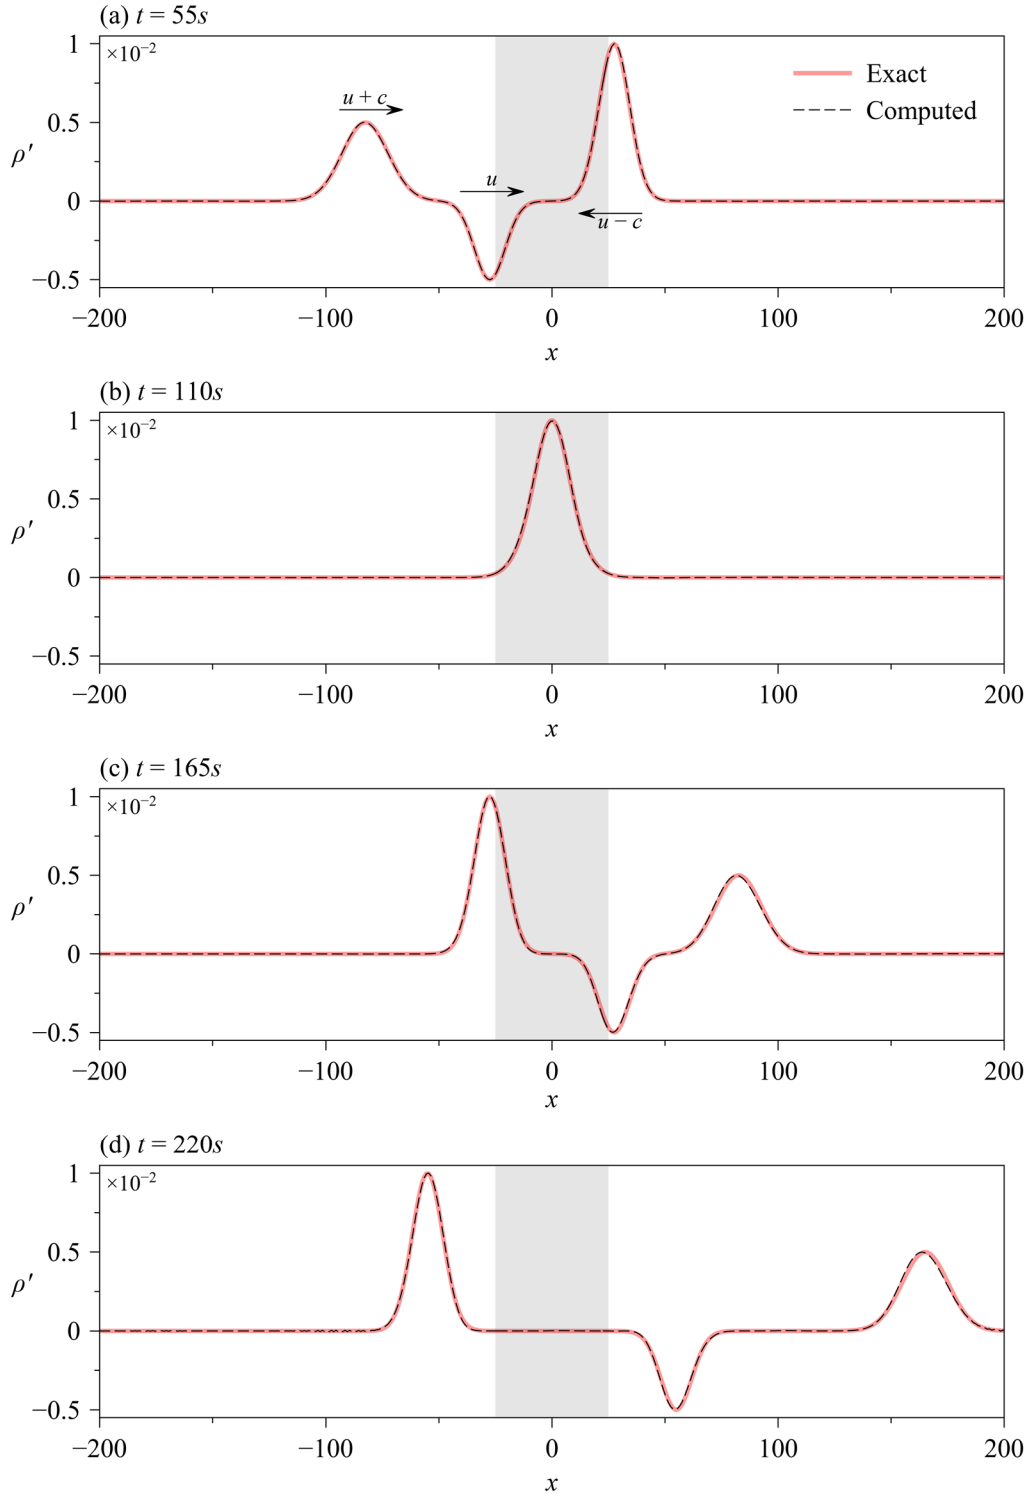 (a) t = 55s
×10⁻²
1
0.5
0
−0.5
ρ′
u + c
u
u − c
Exact
Computed
−200 −100 0 100 200
x
(b) t = 110s
×10⁻²
1
0.5
0
−0.5
ρ′
−200 −100 0 100 200
x
(c) t = 165s
×10⁻²
1
0.5
0
−0.5
ρ′
−200 −100 0 100 200
x
(d) t = 220s
×10⁻²
1
0.5
0
−0.5
ρ′
−200 −100 0 100 200
x